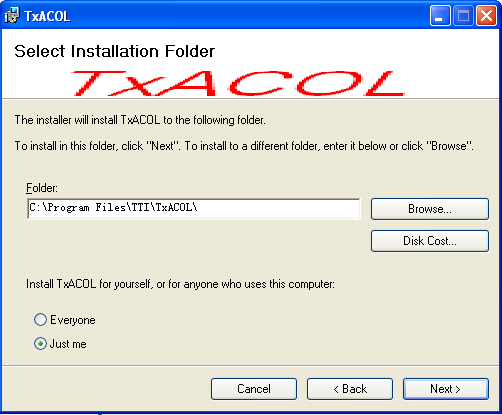 TxACOL
Select Installation Folder
TxACOL
The installer will install TxACOL to the following folder.
To install in this folder, click "Next". To install to a different folder, enter it below or click "Browse".
Folder:
C:\Program Files\TTI\TxACOL\
Browse...
Disk Cost...
Install TxACOL for yourself, or for anyone who uses this computer:
Everyone
Just me
Cancel
< Back
Next >